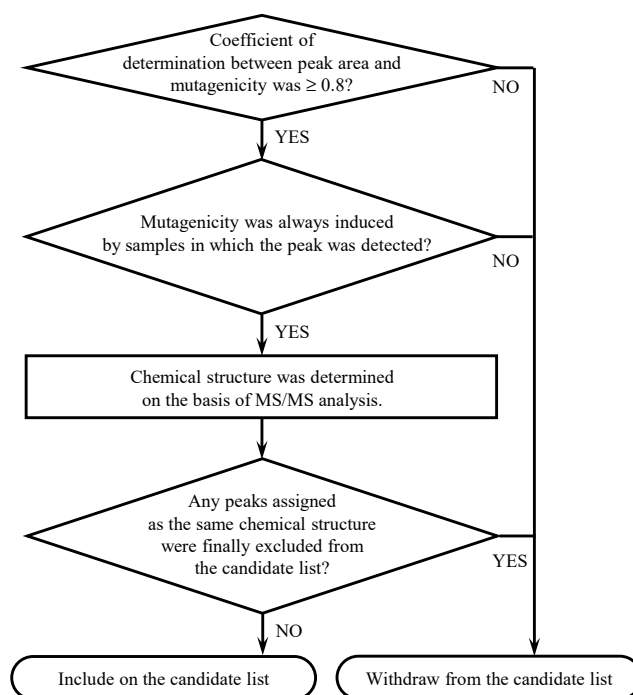 Coefficient of
determination between peak area and
mutagenicity was ≥ 0.8?
NO
YES
Mutagenicity was always induced
by samples in which the peak was detected?
NO
YES
Chemical structure was determined
on the basis of MS/MS analysis.
Any peaks assigned
as the same chemical structure
were finally excluded from
the candidate list?
YES
NO
Include on the candidate list
Withdraw from the candidate list